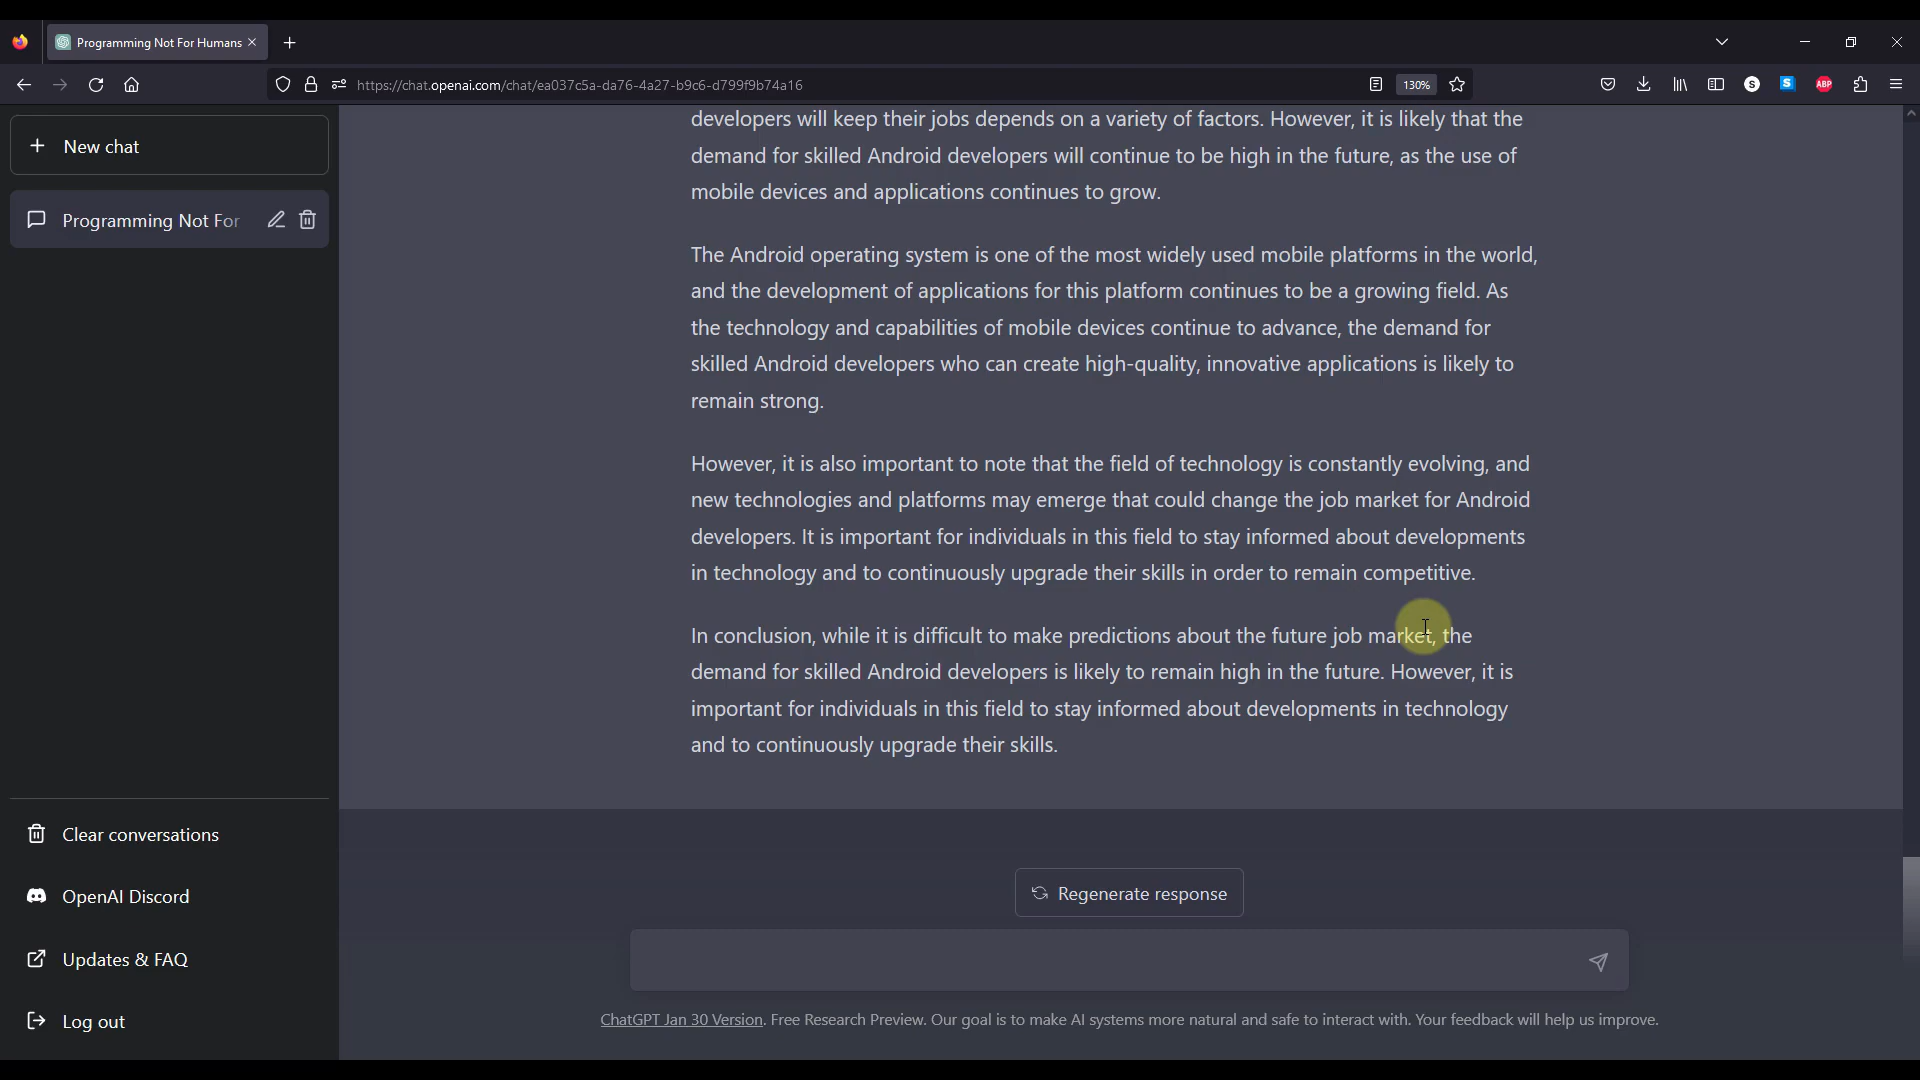 Programming Not For Humans
https://chat.openai.com/chat/ea037c5a-da76-4a27-b9c6-d799f9b74a16
130%
S
S
ABP
New chat
Programming Not For
developers will keep their jobs depends on a variety of factors. However, it is likely that the
demand for skilled Android developers will continue to be high in the future, as the use of
mobile devices and applications continues to grow.
The Android operating system is one of the most widely used mobile platforms in the world,
and the development of applications for this platform continues to be a growing field. As
the technology and capabilities of mobile devices continue to advance, the demand for
skilled Android developers who can create high-quality, innovative applications is likely to
remain strong.
However, it is also important to note that the field of technology is constantly evolving, and
new technologies and platforms may emerge that could change the job market for Android
developers. It is important for individuals in this field to stay informed about developments
in technology and to continuously upgrade their skills in order to remain competitive.
In conclusion, while it is difficult to make predictions about the future job market, the
demand for skilled Android developers is likely to remain high in the future. However, it is
important for individuals in this field to stay informed about developments in technology
and to continuously upgrade their skills.
Clear conversations
OpenAI Discord
Updates & FAQ
Log out
Regenerate response
ChatGPT Jan 30 Version. Free Research Preview. Our goal is to make AI systems more natural and safe to interact with. Your feedback will help us improve.